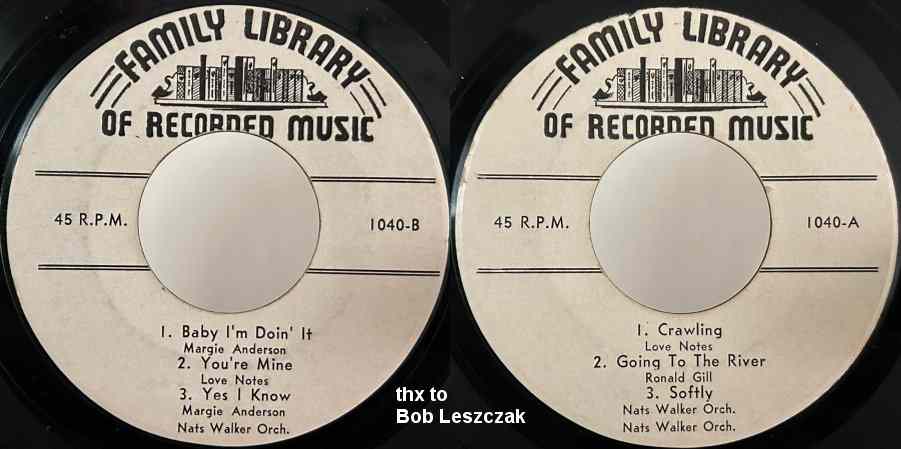 FAMILY LIBRARY
OF RECORDED MUSIC
45 R.P.M.
1040-B
1. Baby I'm Doin' It
Margie Anderson
2. You're Mine
Love Notes
3. Yes I Know
Margie Anderson
Nats Walker Orch.
FAMILY LIBRARY
OF RECORDED MUSIC
45 R.P.M.
1040-A
1. Crawling
Love Notes
2. Going To The River
Ronald Gill
3. Softly
Nats Walker Orch.
Nats Walker Orch.
thx to
Bob Leszczak